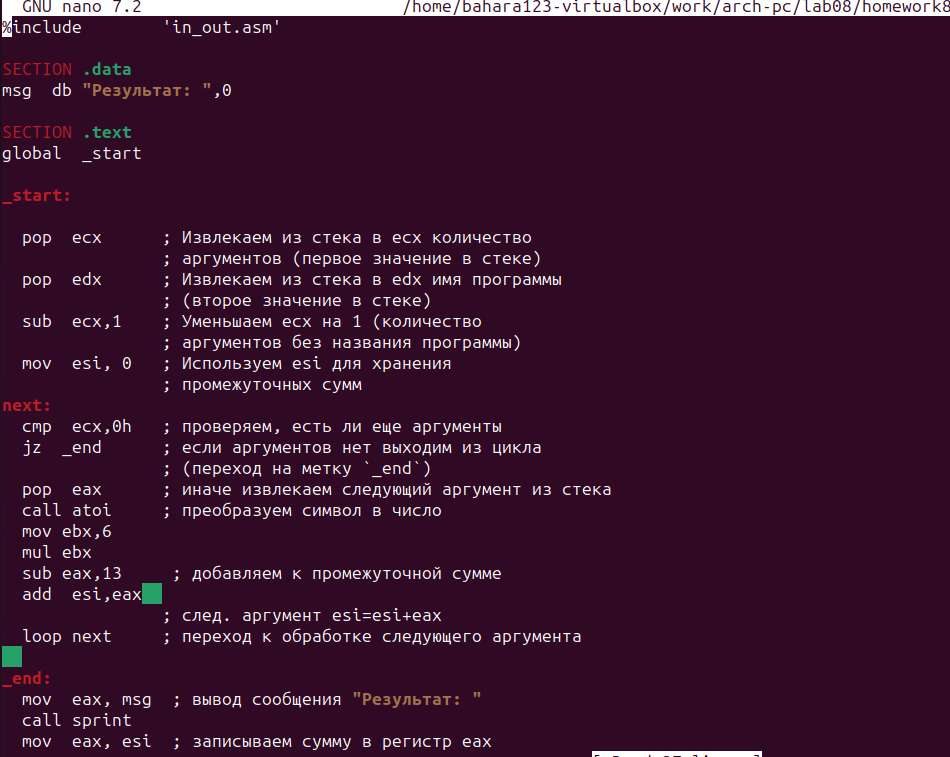 GNU nano 7.2 /home/bahara123-virtualbox/work/arch-pc/lab08/homework8
%include 'in_out.asm'
SECTION .data
msg db "Результат: ",0
SECTION .text
global _start
_start:
pop ecx ; Извлекаем из стека в ecx количество
; аргументов (первое значение в стеке)
pop edx ; Извлекаем из стека в edx имя программы
; (второе значение в стеке)
sub ecx,1 ; Уменьшаем ecx на 1 (количество
; аргументов без названия программы)
mov esi, 0 ; Используем esi для хранения
; промежуточных сумм
next:
cmp ecx,0h ; проверяем, есть ли еще аргументы
jz _end ; если аргументов нет выходим из цикла
; (переход на метку `_end`)
pop eax ; иначе извлекаем следующий аргумент из стека
call atoi ; преобразуем символ в число
mov ebx,6
mul ebx
sub eax,13 ; добавляем к промежуточной сумме
add esi,eax
; след. аргумент esi=esi+eax
loop next ; переход к обработке следующего аргумента
_end:
mov eax, msg ; вывод сообщения "Результат: "
call sprint
mov eax, esi ; записываем сумму в регистр eax